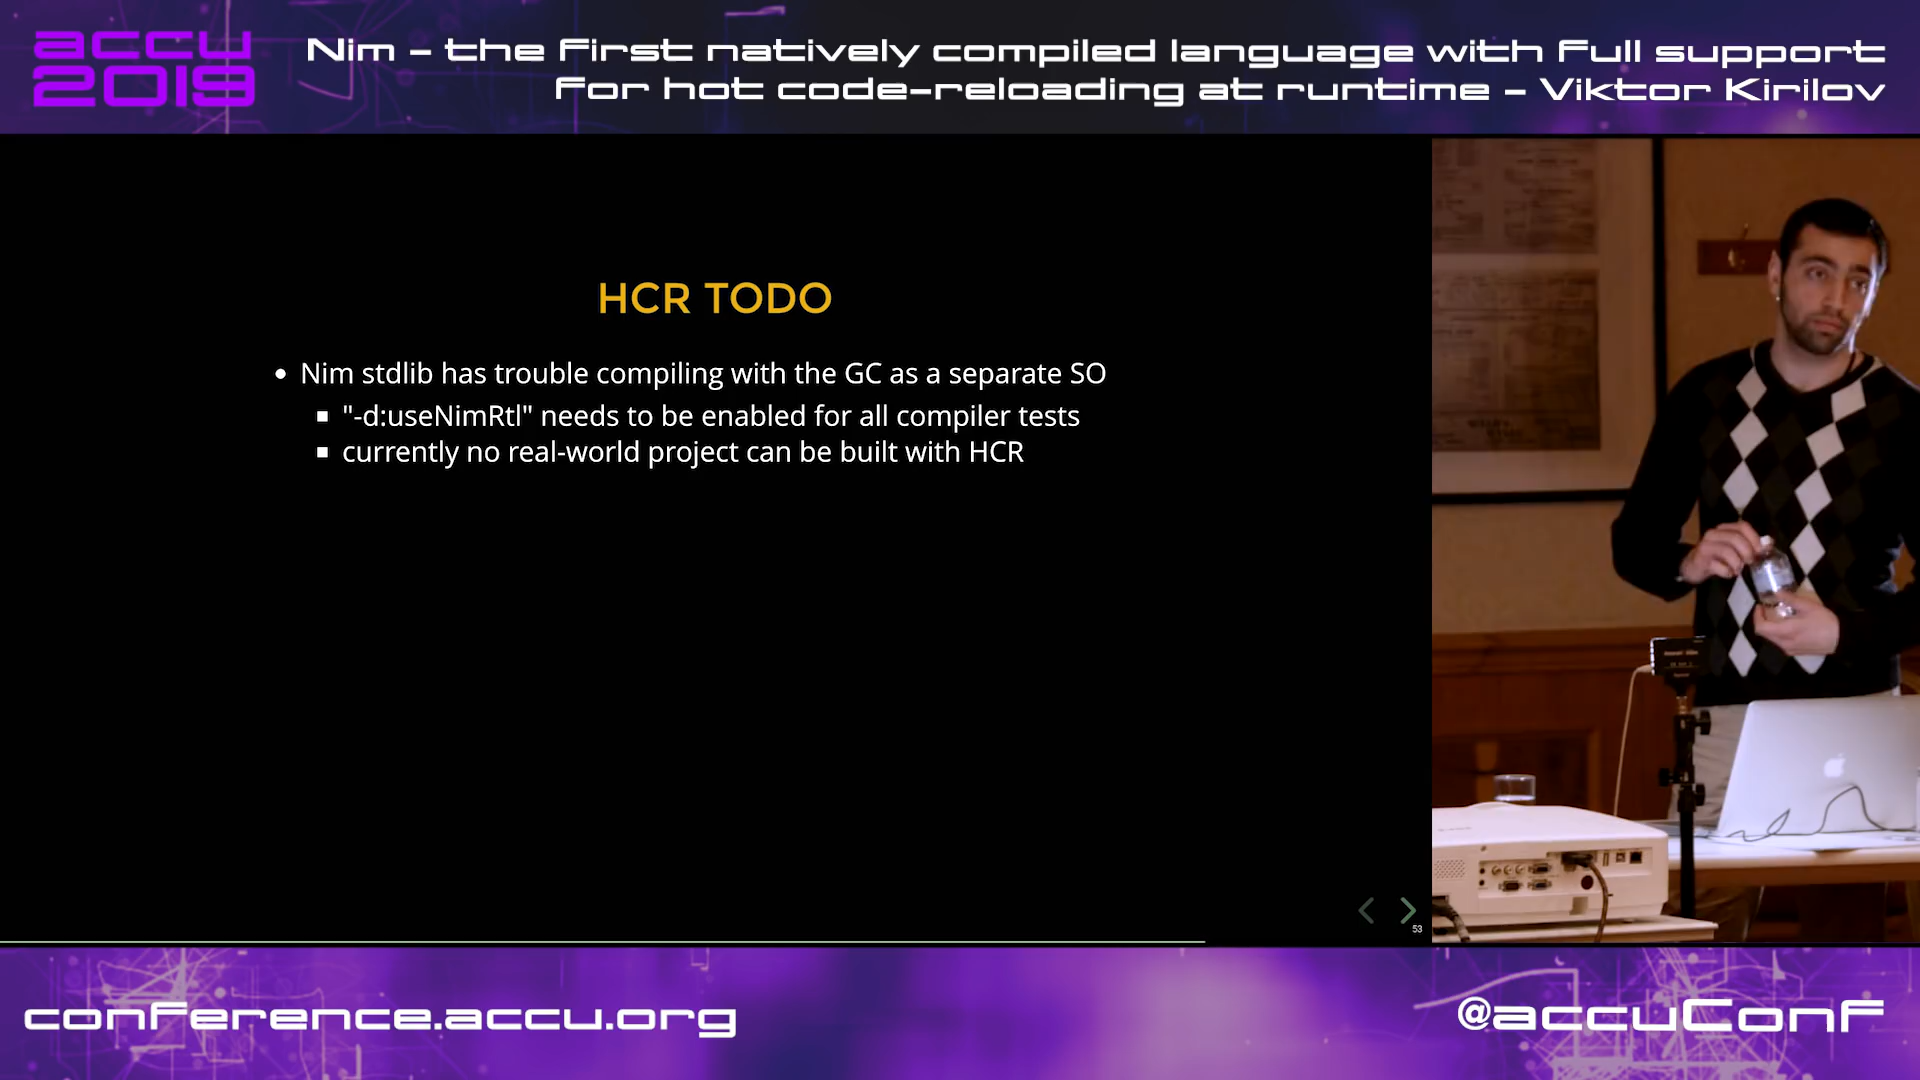 accu
2019
Nim - the first natively compiled language with full support
for hot code-reloading at runtime - Viktor Kirilov
HCR TODO
• Nim stdlib has trouble compiling with the GC as a separate SO
▪ "-d:useNimRtl" needs to be enabled for all compiler tests
▪ currently no real-world project can be built with HCR
53
conference.accu.org
@accuConf